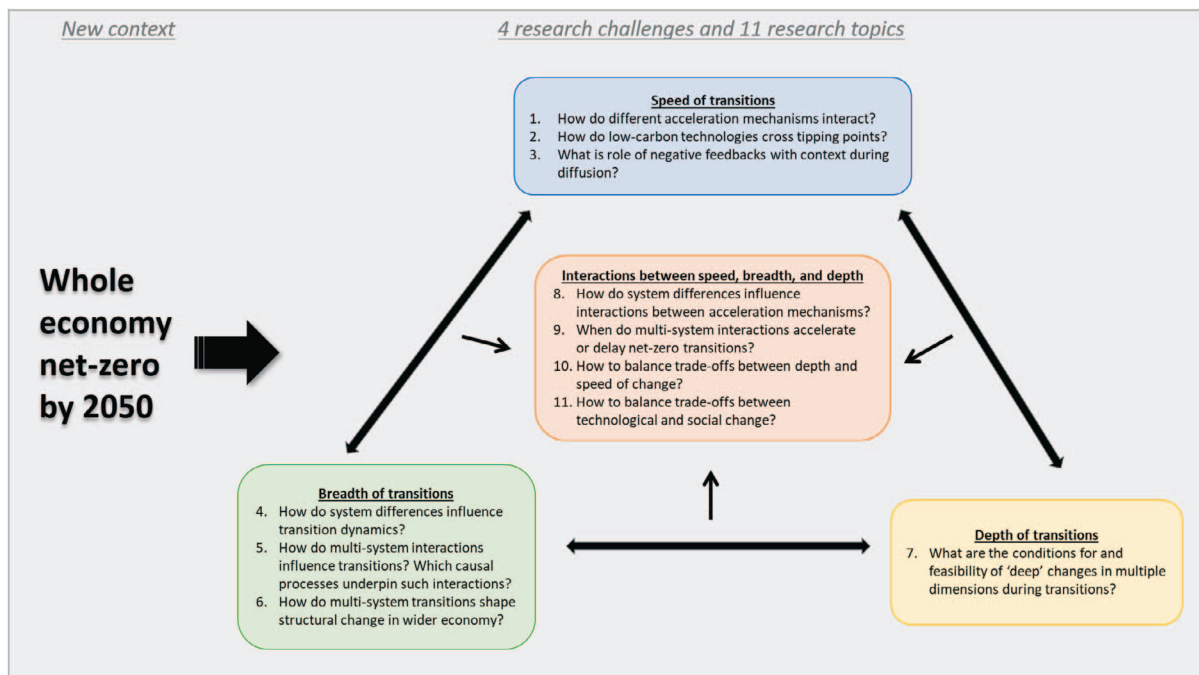 New context
4 research challenges and 11 research topics
Speed of transitions
1. How do different acceleration mechanisms interact?
2. How do low-carbon technologies cross tipping points?
3. What is role of negative feedbacks with context during
diffusion?
Whole
economy
net-zero
by 2050
Interactions between speed, breadth, and depth
8. How do system differences influence
interactions between acceleration mechanisms?
9. When do multi-system interactions accelerate
or delay net-zero transitions?
10. How to balance trade-offs between depth and
speed of change?
11. How to balance trade-offs between
technological and social change?
Breadth of transitions
4. How do system differences influence
transition dynamics?
5. How do multi-system interactions
influence transitions? Which causal
processes underpin such interactions?
6. How do multi-system transitions shape
structural change in wider economy?
Depth of transitions
7. What are the conditions for and
feasibility of ‘deep’ changes in multiple
dimensions during transitions?